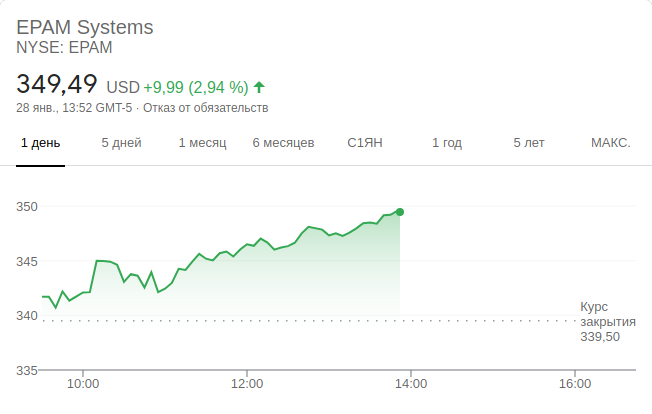 EPAM Systems
NYSE: EPAM
349,49 USD +9,99 (2,94 %) ↑
28 янв., 13:52 GMT-5 · Отказ от обязательств
1 день 5 дней 1 месяц 6 месяцев С1ЯН 1 год 5 лет МАКС.
350
345
340
Курс
закрытия
339,50
335
10:00 12:00 14:00 16:00